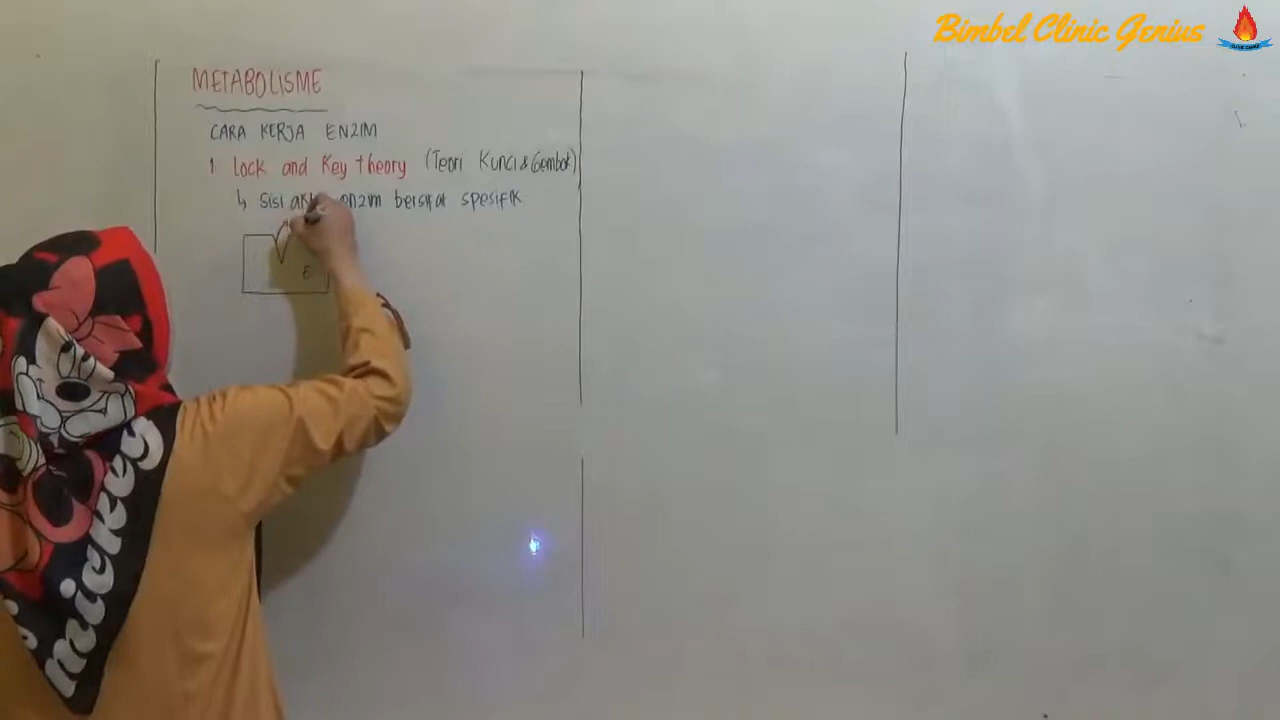 Bimbel Clinic Genius
METABOLISME
CARA KERJA ENZIM
1. Lock and Key theory (Teori Kunci & Gembok)
↳ Sisi enzim bersifat spesifik
E
mickey